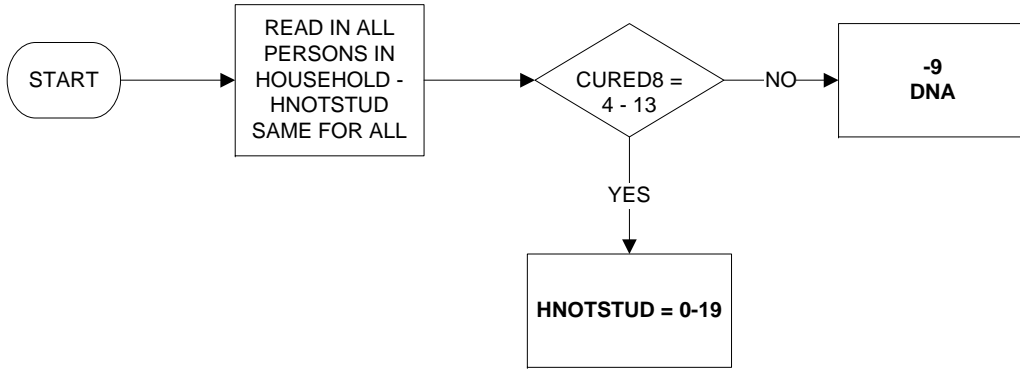 START
READ IN ALL
PERSONS IN
HOUSEHOLD -
HNOTSTUD
SAME FOR ALL
CURED8 =
4 - 13
NO
-9
DNA
YES
HNOTSTUD = 0-19